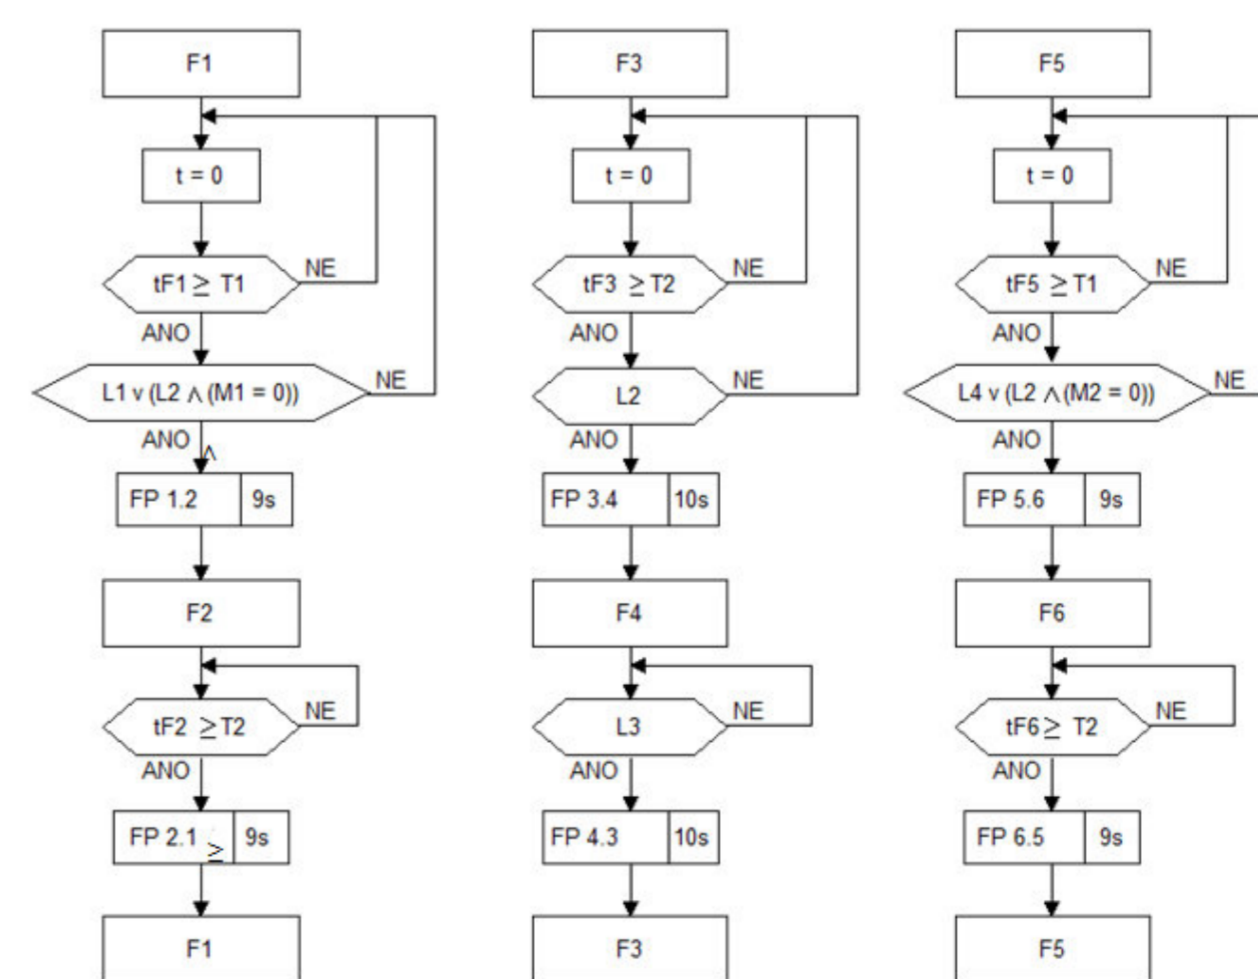 F1
t = 0
tF1 ≥ T1
NE
ANO
L1 v (L2 ∧ (M1 = 0))
NE
ANO
∧
FP 1.2 9s
F2
tF2 ≥ T2
NE
ANO
FP 2.1 ≥ 9s
F1
F3
t = 0
tF3 ≥ T2
NE
ANO
L2
NE
ANO
FP 3.4 10s
F4
L3
NE
ANO
FP 4.3 10s
F3
F5
t = 0
tF5 ≥ T1
NE
ANO
L4 v (L2 ∧ (M2 = 0))
NE
ANO
FP 5.6 9s
F6
tF6 ≥ T2
NE
ANO
FP 6.5 9s
F5